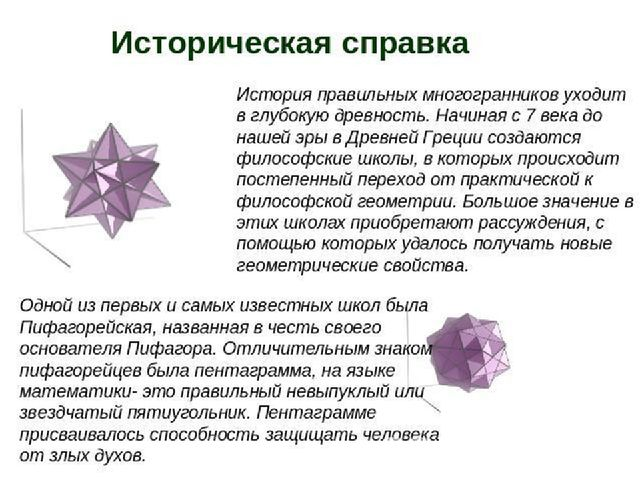 Историческая справка
История правильных многогранников уходит
в глубокую древность. Начиная с 7 века до
нашей эры в Древней Греции создаются
философские школы, в которых происходит
постепенный переход от практической к
философской геометрии. Большое значение в
этих школах приобретают рассуждения, с
помощью которых удалось получать новые
геометрические свойства.
Одной из первых и самых известных школ была
Пифагорейская, названная в честь своего
основателя Пифагора. Отличительным знаком
пифагорейцев была пентаграмма, на языке
математики- это правильный невыпуклый или
звездчатый пятиугольник. Пентаграмме
присваивалось способность защищать человека
от злых духов.